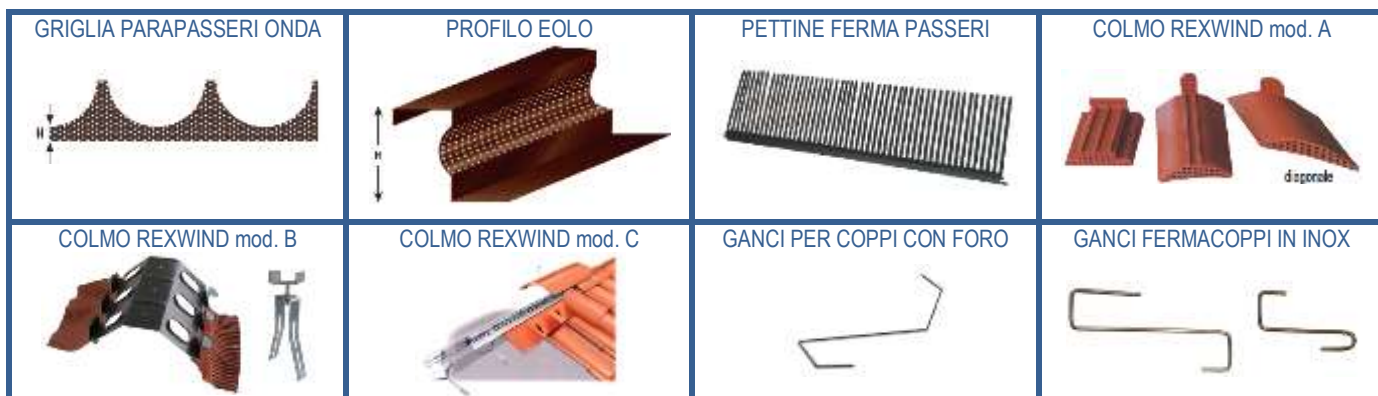 GRIGLIA PARAPASSERI ONDA
PROFILO EOLO
PETTINE FERMA PASSERI
COLMO REXWIND mod. A
H
H
diagonale
COLMO REXWIND mod. B
COLMO REXWIND mod. C
GANCI PER COPPI CON FORO
GANCI FERMACOPPI IN INOX